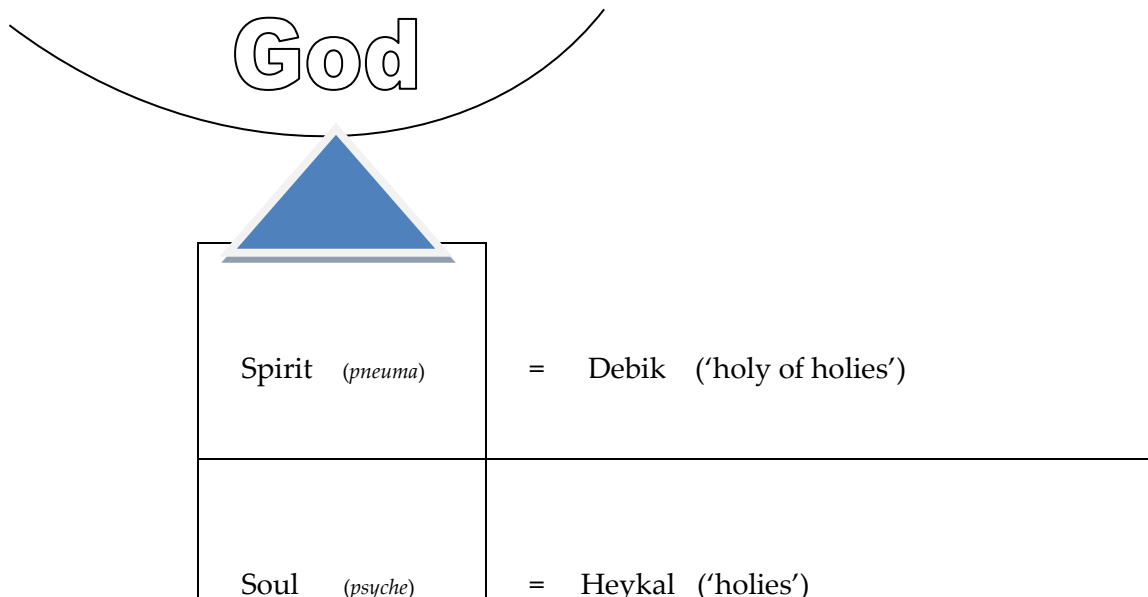 God
Spirit (pneuma) = Debik (‘holy of holies’)
Soul (psyche) = Heykal (‘holies’)